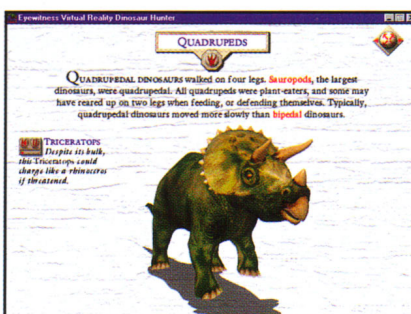 Eyewitness Virtual Reality Dinosaur Hunter
QUADRUPEDS
QUADRUPEDAL DINOSAURS walked on four legs. Sauropods, the largest
dinosaurs, were quadrupedal. All quadrupeds were plant-eaters, and some may
have reared up on two legs when feeding, or defending themselves. Typically,
quadrupedal dinosaurs moved more slowly than bipedal dinosaurs.
TRICERATOPS
Despite its bulk,
this Triceratops could
charge like a rhinoceros
if threatened.